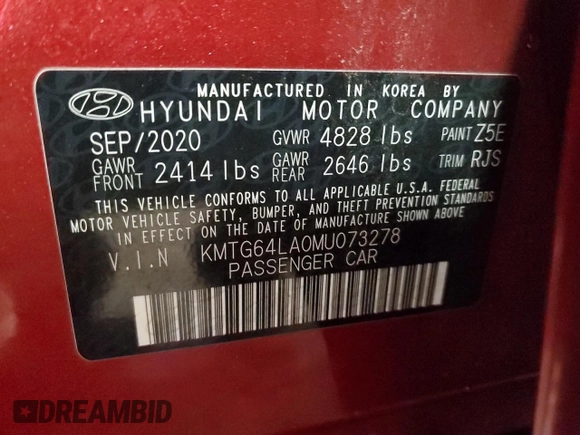 MANUFACTURED IN KOREA BY
HYUNDAI MOTOR COMPANY
SEP/2020 GVWR 4828 lbs PAINT Z5E
GAWR FRONT 2414 lbs GAWR REAR 2646 lbs TRIM RJS
THIS VEHICLE CONFORMS TO ALL APPLICABLE U.S.A. FEDERAL
MOTOR VEHICLE SAFETY, BUMPER, AND THEFT PREVENTION STANDARDS
IN EFFECT ON THE DATE OF MANUFACTURE SHOWN ABOVE
V.I.N KMTG64LA0MU073278
PASSENGER CAR
DREAMBID